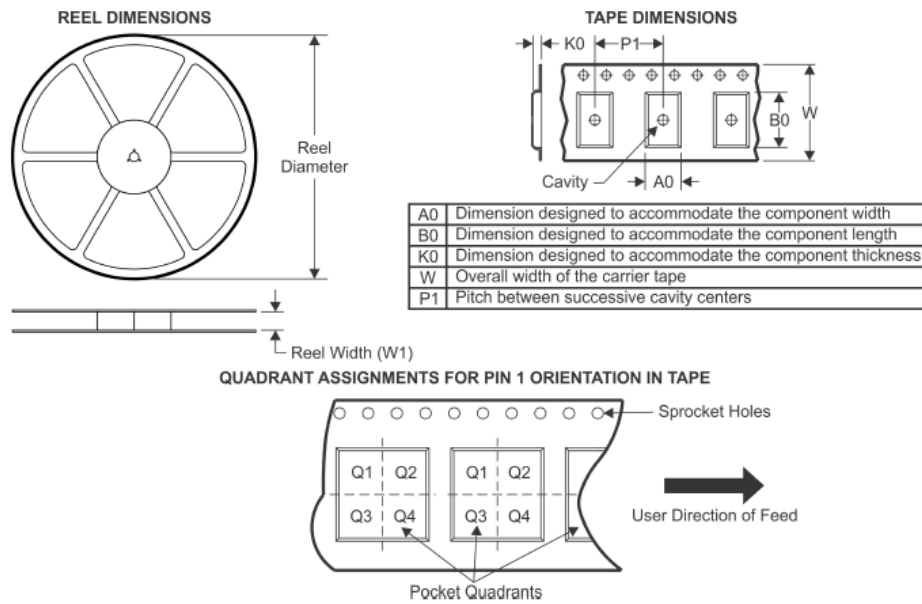 REEL DIMENSIONS
Reel
Diameter
Reel Width (W1)
TAPE DIMENSIONS
K0
P1
W
B0
Cavity
A0
A0 Dimension designed to accommodate the component width
B0 Dimension designed to accommodate the component length
K0 Dimension designed to accommodate the component thickness
W Overall width of the carrier tape
P1 Pitch between successive cavity centers
QUADRANT ASSIGNMENTS FOR PIN 1 ORIENTATION IN TAPE
Sprocket Holes
Q1 Q2 Q1 Q2
Q3 Q4 Q3 Q4
User Direction of Feed
Pocket Quadrants